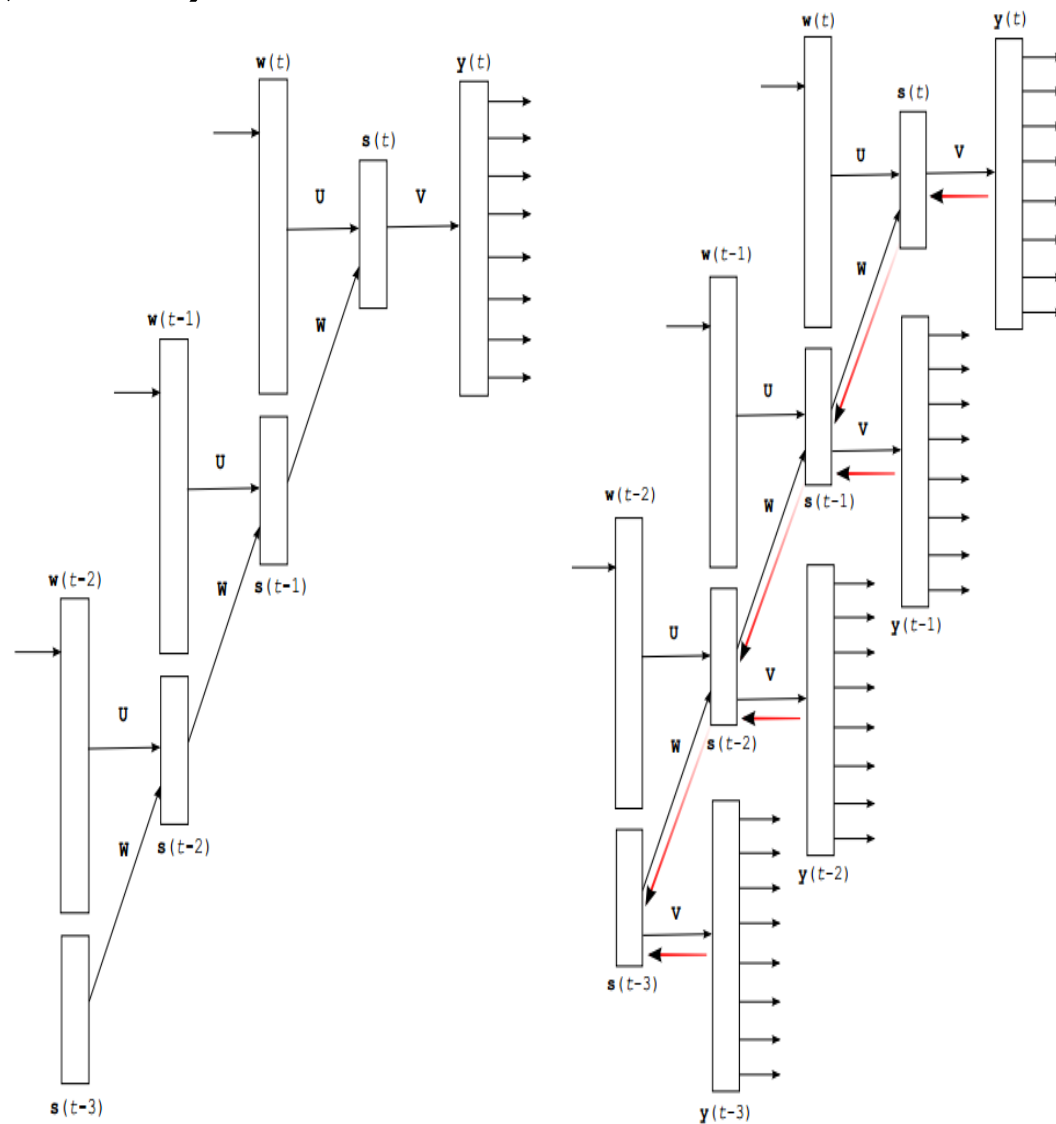 w(t)
y(t)
s(t)
U
V
w(t-1)
W
U
s(t-1)
w(t-2)
W
U
s(t-2)
W
s(t-3)
w(t)
y(t)
s(t)
U
V
w(t-1)
W
U
V
s(t-1)
w(t-2)
W
y(t-1)
U
V
s(t-2)
W
y(t-2)
V
s(t-3)
y(t-3)